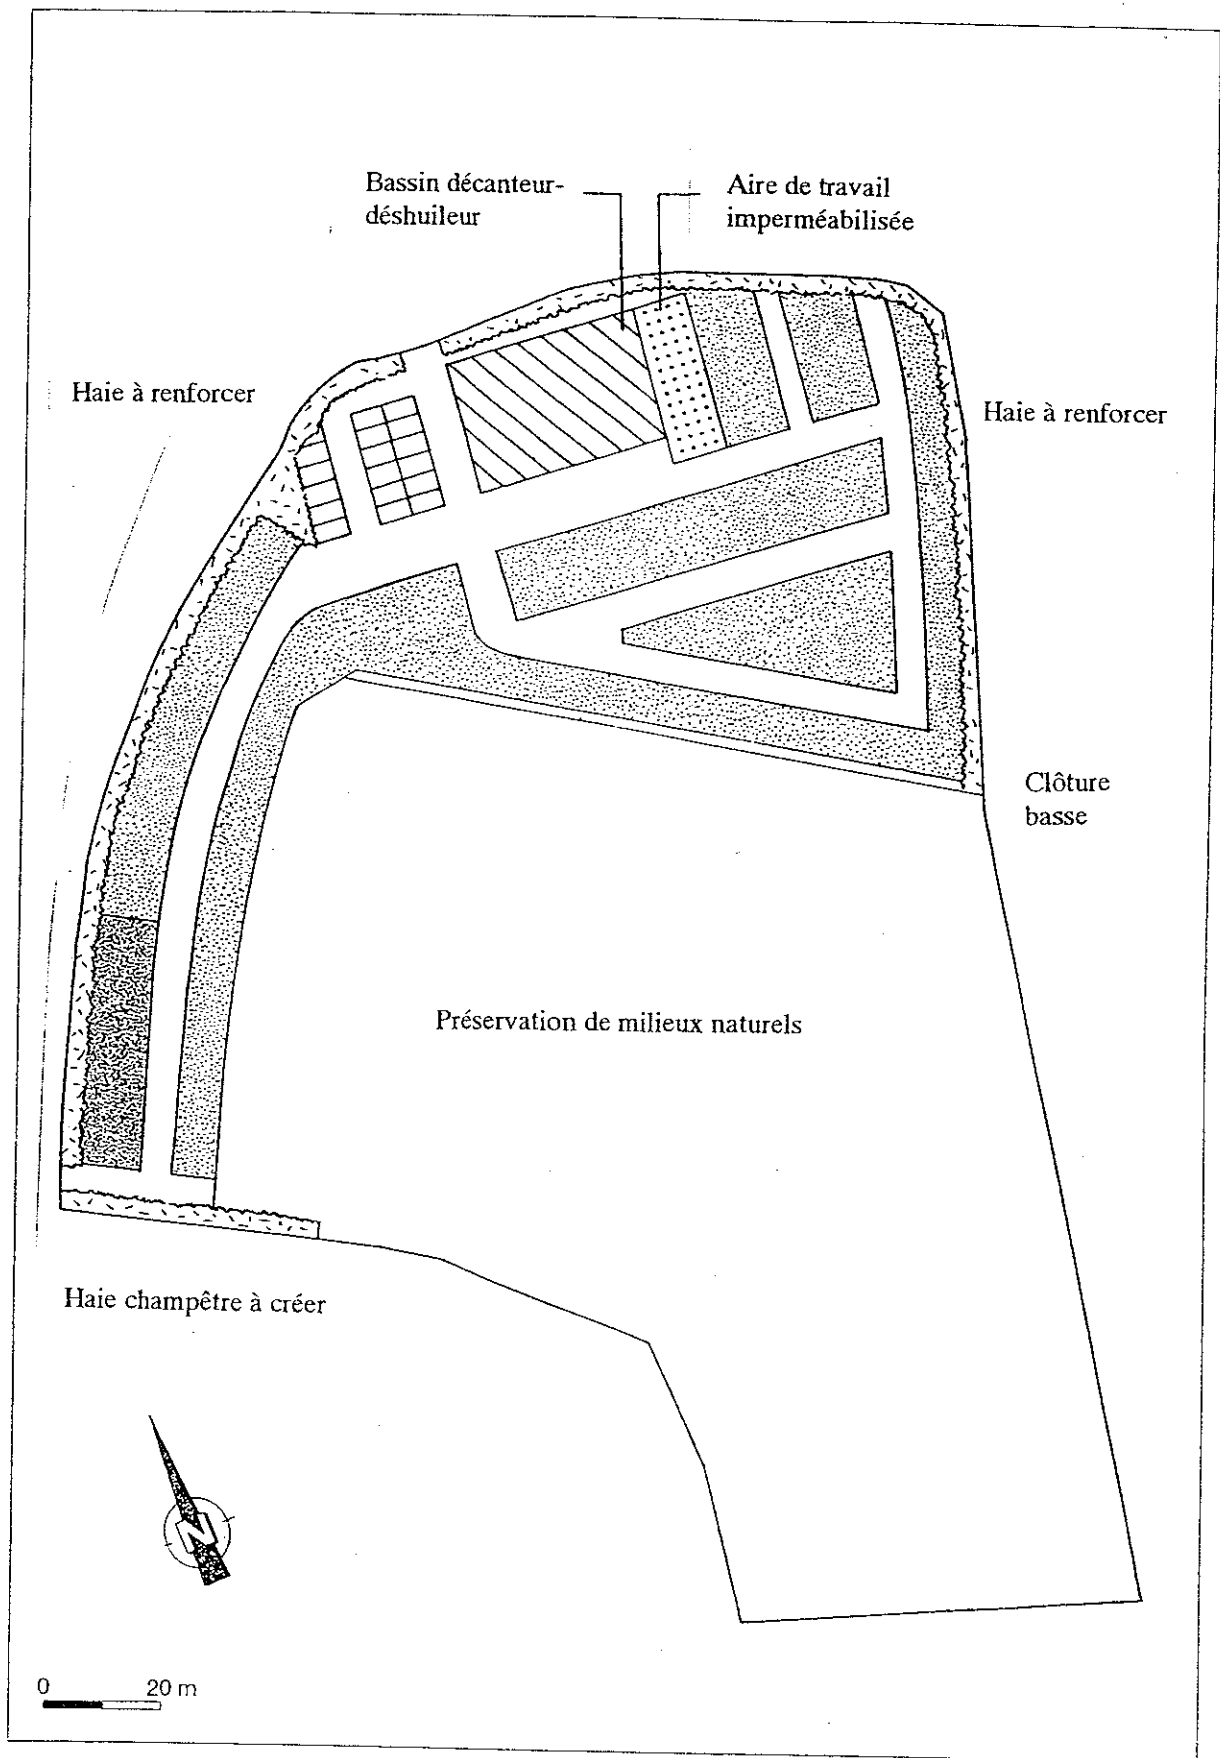 Bassin décanteur-
déshuileur
Aire de travail
imperméabilisée
Haie à renforcer
Haie à renforcer
Clôture
basse
Préservation de milieux naturels
Haie champêtre à créer
N
0 20 m